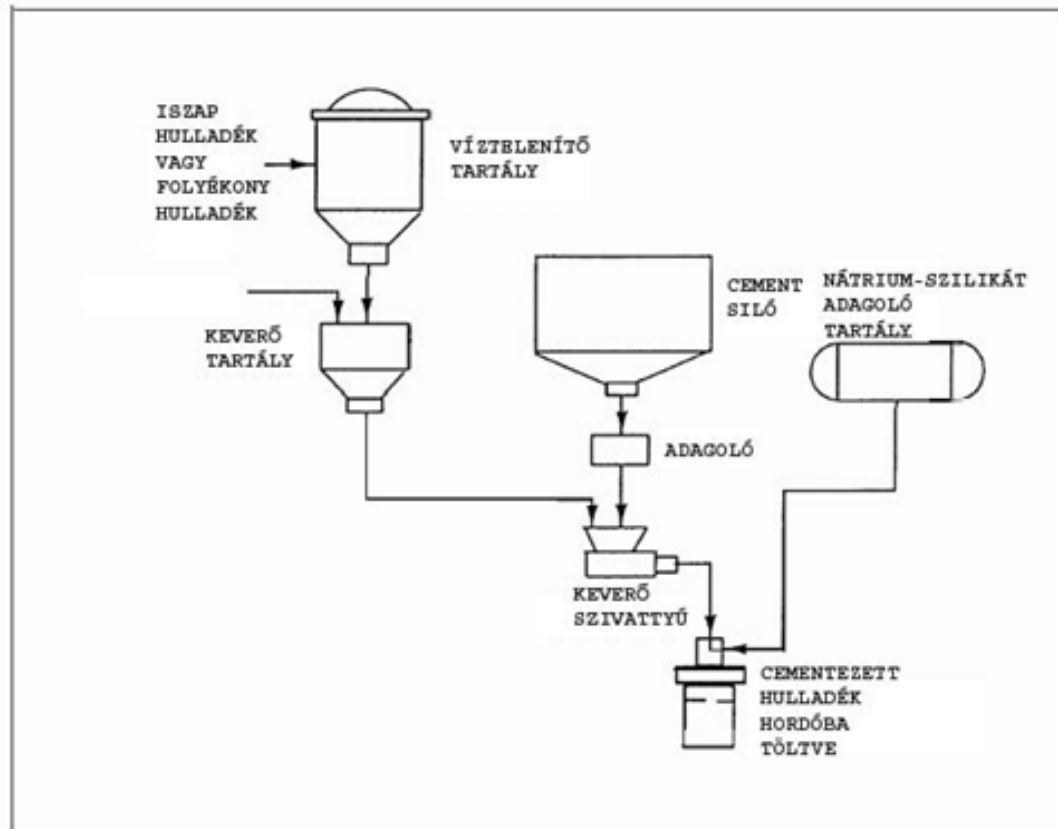 ISZAP
HULLADÉK
VAGY
FOLYÉKONY
HULLADÉK
VÍZTELENÍTŐ
TARTÁLY
KEVERŐ
TARTÁLY
CEMENT
SILÓ
NÁTRIUM-SZILIKÁT
ADAGOLÓ
TARTÁLY
ADAGOLÓ
KEVERŐ
SZIVATTYÚ
CEMENTEZETT
HULLADÉK
HORDÓBA
TÖLTVE